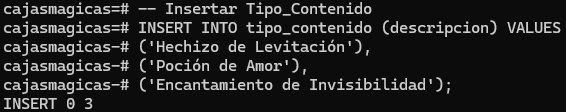 cajasmagicas=# -- Insertar Tipo_Contenido
cajasmagicas=# INSERT INTO tipo_contenido (descripcion) VALUES
cajasmagicas-# ('Hechizo de Levitación'),
cajasmagicas-# ('Poción de Amor'),
cajasmagicas-# ('Encantamiento de Invisibilidad');
INSERT 0 3